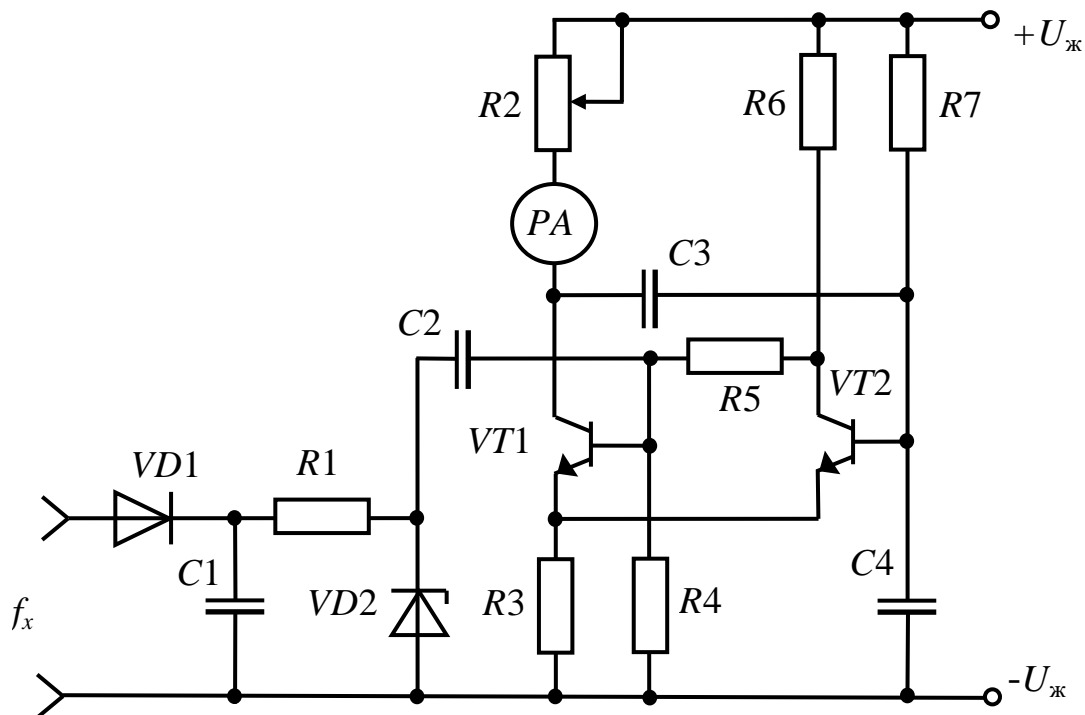 +Uж
R2
R6
R7
PA
C3
C2
R5
VT2
VT1
VD1
R1
C1
VD2
R3
R4
C4
fx
-Uж